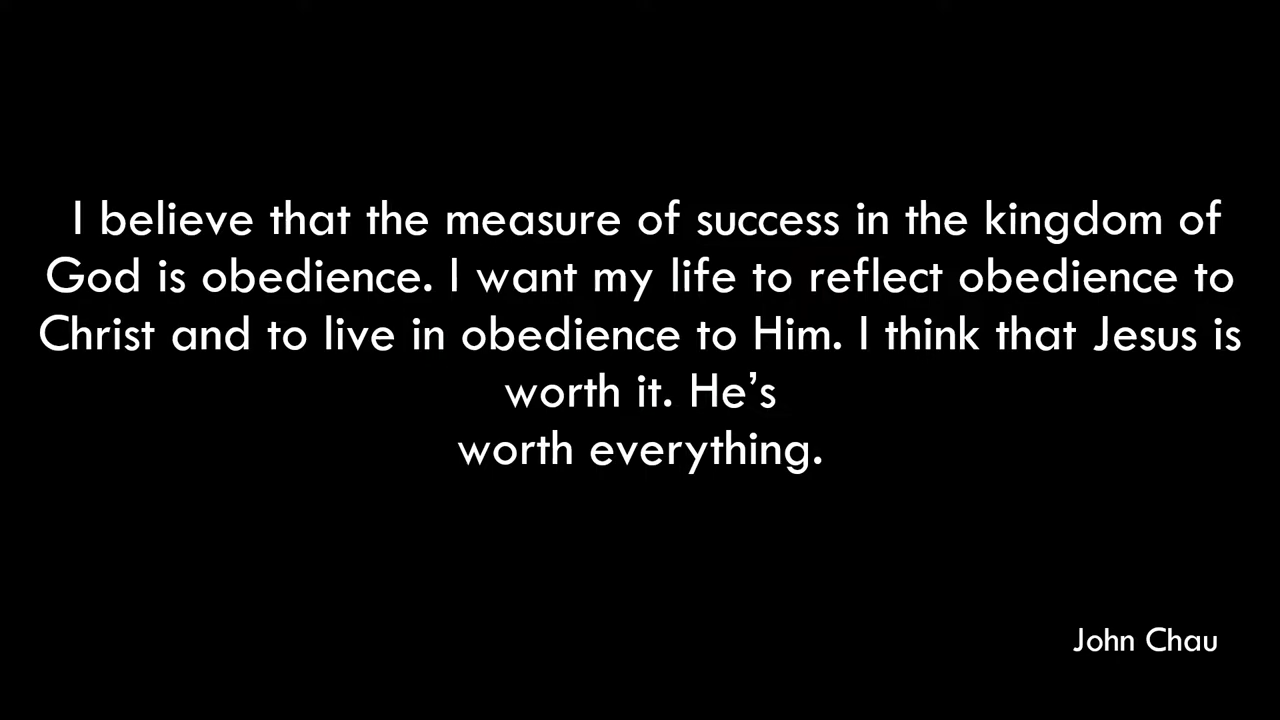 I believe that the measure of success in the kingdom of
God is obedience. I want my life to reflect obedience to
Christ and to live in obedience to Him. I think that Jesus is
worth it. He’s
worth everything.
John Chau